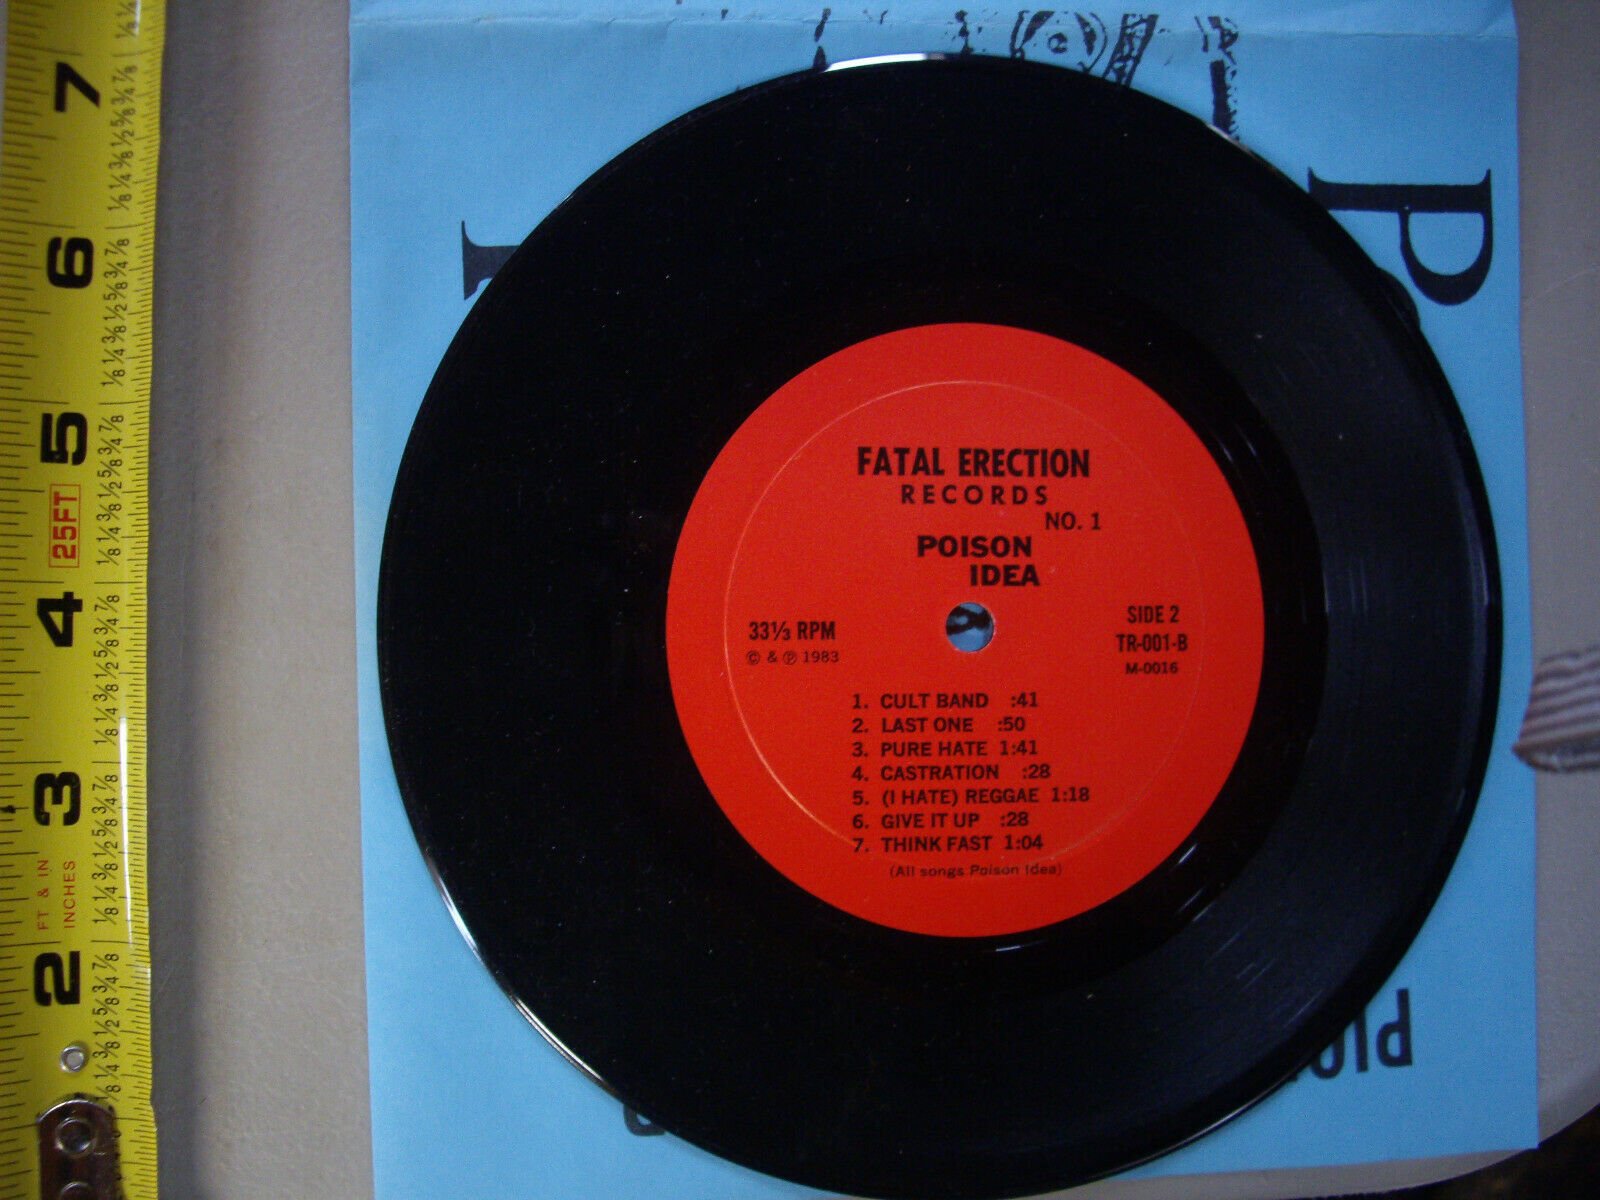 FATAL ERECTION
RECORDS
NO. 1
POISON
IDEA
33⅓ RPM
© & ℗ 1983
SIDE 2
TR-001-B
M-0016
1. CULT BAND :41
2. LAST ONE :50
3. PURE HATE 1:41
4. CASTRATION :28
5. (I HATE) REGGAE 1:18
6. GIVE IT UP :28
7. THINK FAST 1:04
(All songs Poison Idea)
P
7
6
5
25FT
4
3
FT & IN
INCHES
2